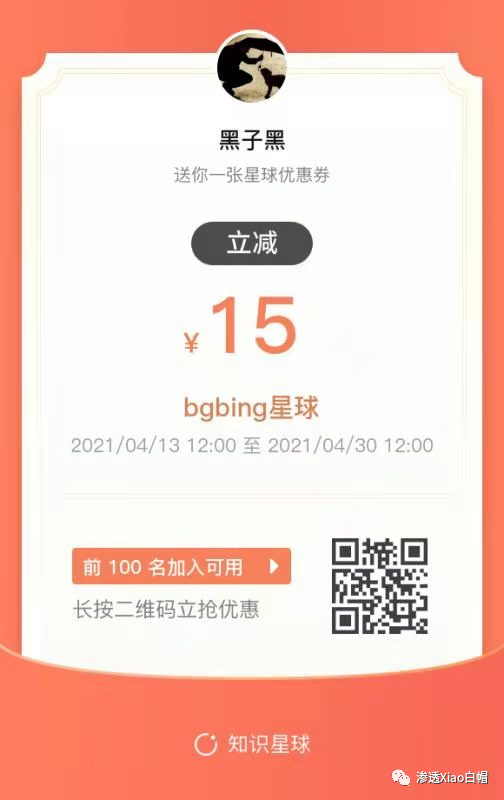 黑子黑
送你一张星球优惠券
立减
¥ 15
bgbing星球
2021/04/13 12:00 至 2021/04/30 12:00
前 100 名加入可用
长按二维码立抢优惠
知识星球
渗透Xiao白帽